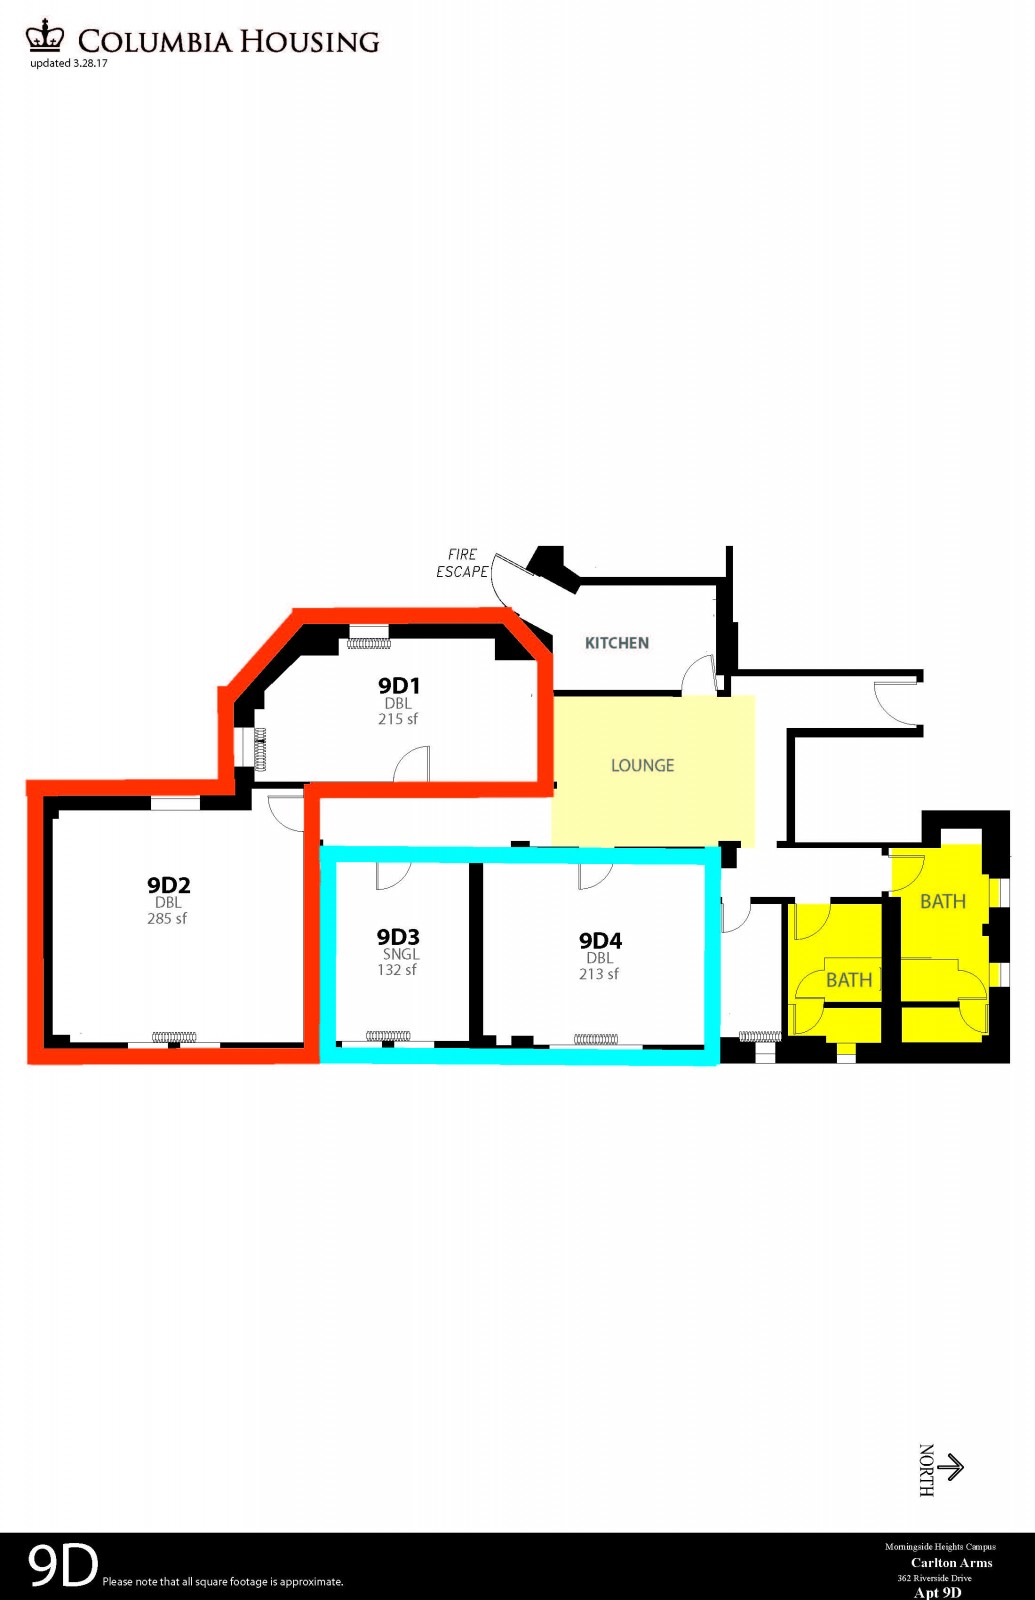 COLUMBIA HOUSING
updated 3.28.17
FIRE
ESCAPE
KITCHEN
9D1
DBL
215 sf
LOUNGE
9D2
DBL
285 sf
9D3
SNGL
132 sf
9D4
DBL
213 sf
BATH
BATH
NORTH
9D
Please note that all square footage is approximate.
Morningside Heights Campus
Carlton Arms
362 Riverside Drive
Apt 9D